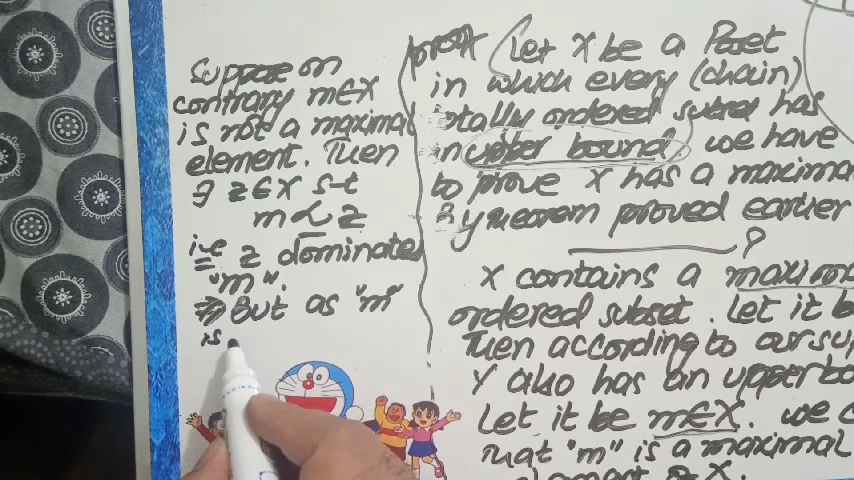 Suppose on
contrary m∈X
is not a maximal
element. Then
∃ z∈X s-t
m ≺ z
i.e z dominates
"m".
But as "m"
is
proof Let X be a Poset
in which every (chain)
totally ordered subset has
an upper bound. we have
to prove X has a maximal
By theorem proved earlier
X contains a
ordered subset. Let it be
Then according to our
Y also has an upper
Let it be m∈X. we
That "m" is a maximal
element of X.